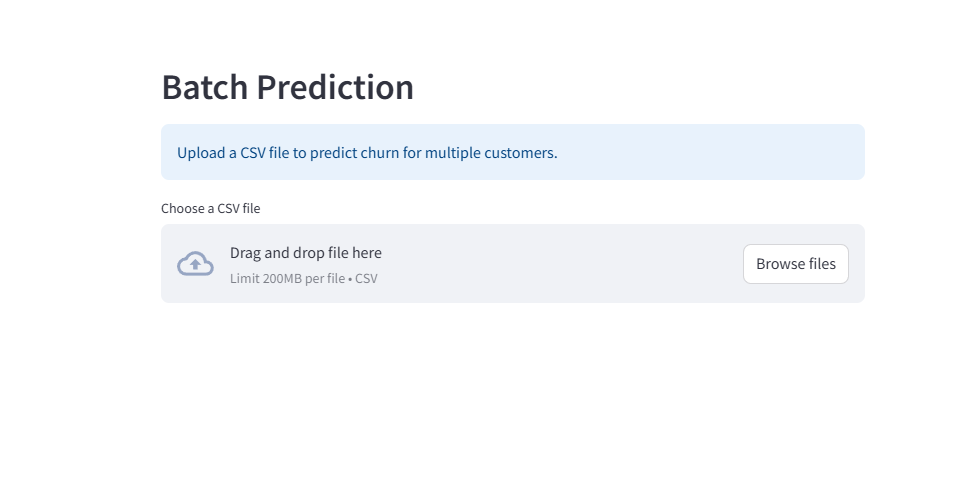 Batch Prediction
Upload a CSV file to predict churn for multiple customers.
Choose a CSV file
Drag and drop file here
Limit 200MB per file • CSV
Browse files